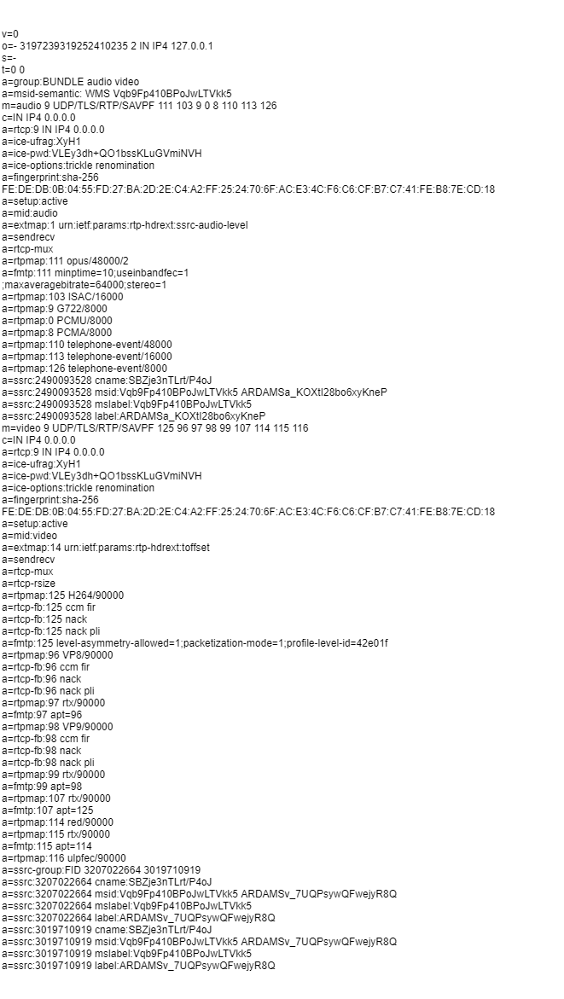 v=0
o=- 3197239319252410235 2 IN IP4 127.0.0.1
s=-
t=0 0
a=group:BUNDLE audio video
a=msid-semantic: WMS Vqb9Fp410BPoJwLTVkk5
m=audio 9 UDP/TLS/RTP/SAVPF 111 103 9 0 8 110 113 126
c=IN IP4 0.0.0.0
a=rtcp:9 IN IP4 0.0.0.0
a=ice-ufrag:XyH1
a=ice-pwd:VLEy3dh+QO1bssKLuGVmiNVH
a=ice-options:trickle renomination
a=fingerprint:sha-256
FE:DE:DB:0B:04:55:FD:27:BA:2D:2E:C4:A2:FF:25:24:70:6F:AC:E3:4C:F6:C6:CF:B7:C7:41:FE:B8:7E:CD:18
a=setup:active
a=mid:audio
a=extmap:1 urn:ietf:params:rtp-hdrext:ssrc-audio-level
a=sendrecv
a=rtcp-mux
a=rtpmap:111 opus/48000/2
a=fmtp:111 minptime=10;useinbandfec=1
;maxaveragebitrate=64000;stereo=1
a=rtpmap:103 ISAC/16000
a=rtpmap:9 G722/8000
a=rtpmap:0 PCMU/8000
a=rtpmap:8 PCMA/8000
a=rtpmap:110 telephone-event/48000
a=rtpmap:113 telephone-event/16000
a=rtpmap:126 telephone-event/8000
a=ssrc:2490093528 cname:SBZje3nTLrt/P4oJ
a=ssrc:2490093528 msid:Vqb9Fp410BPoJwLTVkk5 ARDAMSa_KOXtI28bo6xyKneP
a=ssrc:2490093528 mslabel:Vqb9Fp410BPoJwLTVkk5
a=ssrc:2490093528 label:ARDAMSa_KOXtI28bo6xyKneP
m=video 9 UDP/TLS/RTP/SAVPF 125 96 97 98 99 107 114 115 116
c=IN IP4 0.0.0.0
a=rtcp:9 IN IP4 0.0.0.0
a=ice-ufrag:XyH1
a=ice-pwd:VLEy3dh+QO1bssKLuGVmiNVH
a=ice-options:trickle renomination
a=fingerprint:sha-256
FE:DE:DB:0B:04:55:FD:27:BA:2D:2E:C4:A2:FF:25:24:70:6F:AC:E3:4C:F6:C6:CF:B7:C7:41:FE:B8:7E:CD:18
a=setup:active
a=mid:video
a=extmap:14 urn:ietf:params:rtp-hdrext:toffset
a=sendrecv
a=rtcp-mux
a=rtcp-rsize
a=rtpmap:125 H264/90000
a=rtcp-fb:125 ccm fir
a=rtcp-fb:125 nack
a=rtcp-fb:125 nack pli
a=fmtp:125 level-asymmetry-allowed=1;packetization-mode=1;profile-level-id=42e01f
a=rtpmap:96 VP8/90000
a=rtcp-fb:96 ccm fir
a=rtcp-fb:96 nack
a=rtcp-fb:96 nack pli
a=rtpmap:97 rtx/90000
a=fmtp:97 apt=96
a=rtpmap:98 VP9/90000
a=rtcp-fb:98 ccm fir
a=rtcp-fb:98 nack
a=rtcp-fb:98 nack pli
a=rtpmap:99 rtx/90000
a=fmtp:99 apt=98
a=rtpmap:107 rtx/90000
a=fmtp:107 apt=125
a=rtpmap:114 red/90000
a=rtpmap:115 rtx/90000
a=fmtp:115 apt=114
a=rtpmap:116 ulpfec/90000
a=ssrc-group:FID 3207022664 3019710919
a=ssrc:3207022664 cname:SBZje3nTLrt/P4oJ
a=ssrc:3207022664 msid:Vqb9Fp410BPoJwLTVkk5 ARDAMSv_7UQPsywQFwejyR8Q
a=ssrc:3207022664 mslabel:Vqb9Fp410BPoJwLTVkk5
a=ssrc:3207022664 label:ARDAMSv_7UQPsywQFwejyR8Q
a=ssrc:3019710919 cname:SBZje3nTLrt/P4oJ
a=ssrc:3019710919 msid:Vqb9Fp410BPoJwLTVkk5 ARDAMSv_7UQPsywQFwejyR8Q
a=ssrc:3019710919 mslabel:Vqb9Fp410BPoJwLTVkk5
a=ssrc:3019710919 label:ARDAMSv_7UQPsywQFwejyR8Q